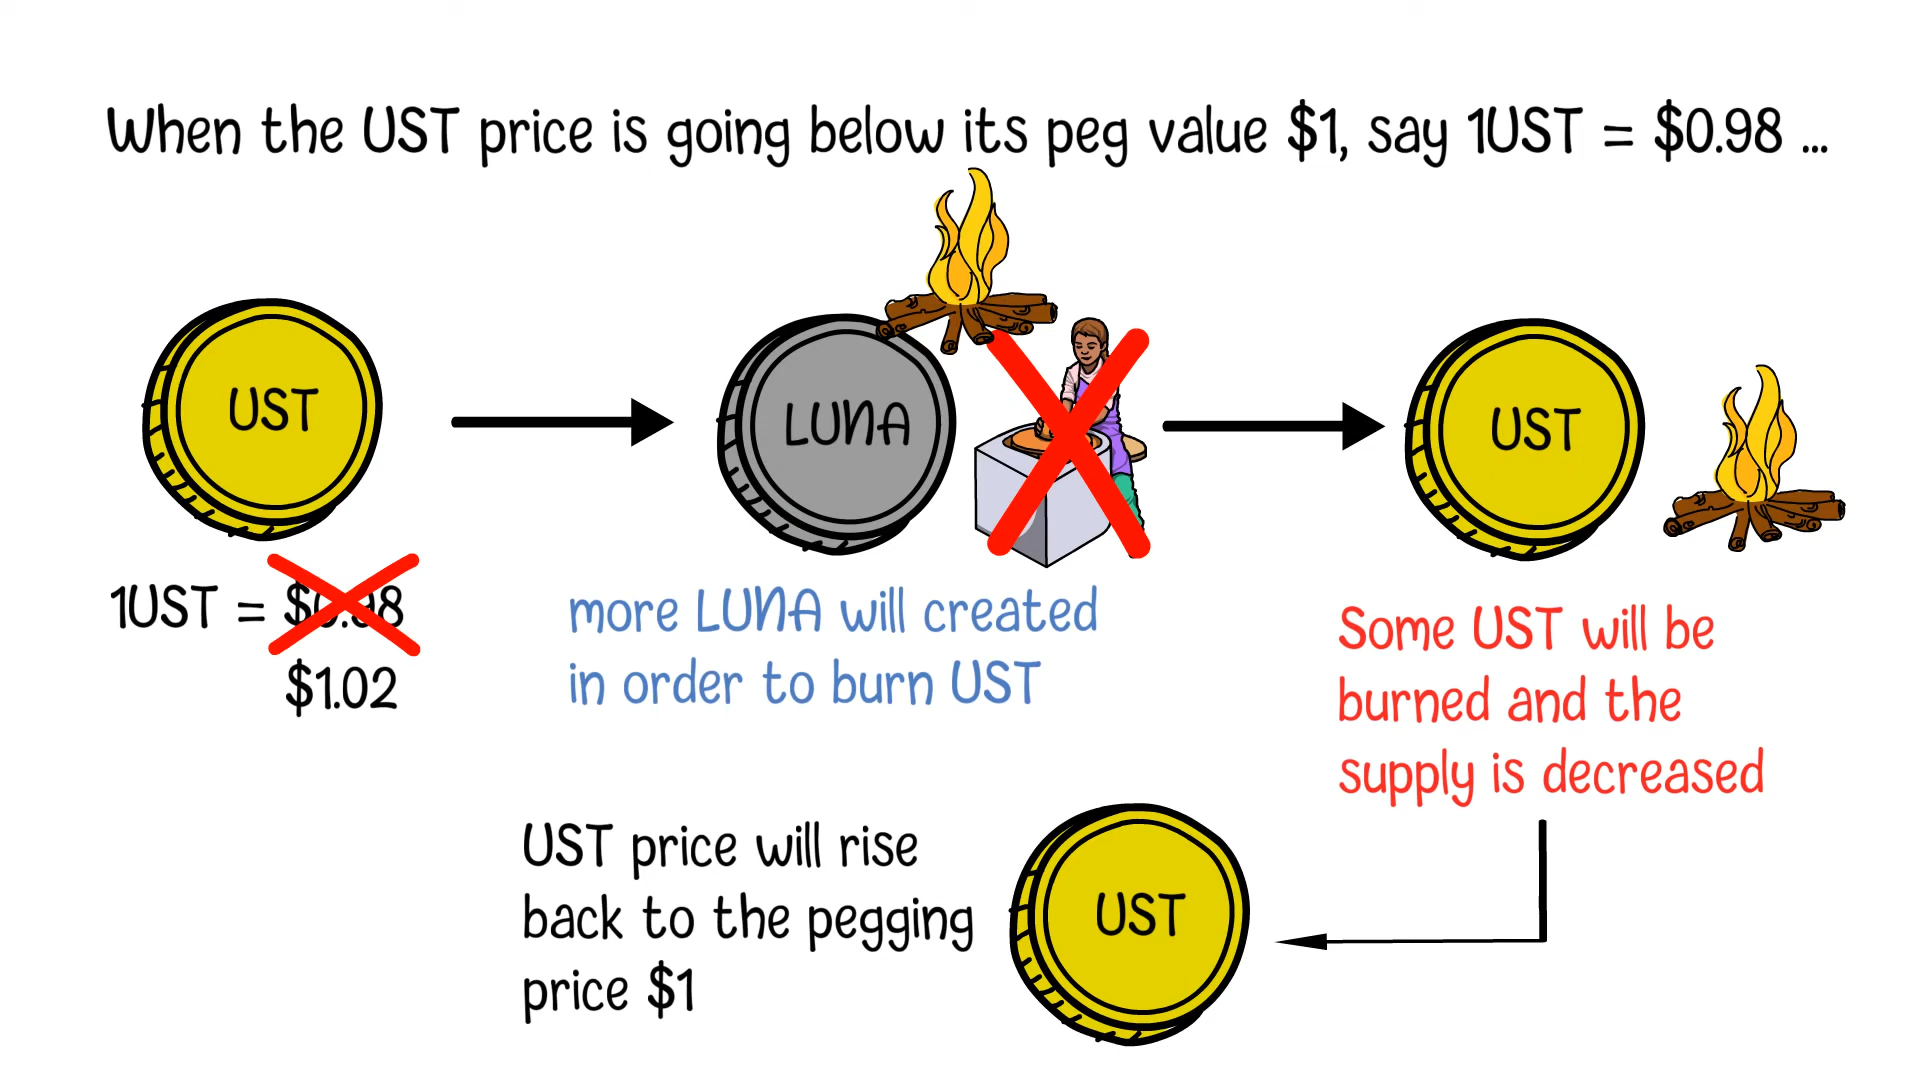 When the UST price is going below its peg value $1, say 1UST = $0.98 ...
UST
LUNA
UST
1UST = $0.98
$1.02
more LUNA will created
in order to burn UST
Some UST will be
burned and the
supply is decreased
UST price will rise
back to the pegging
price $1
UST